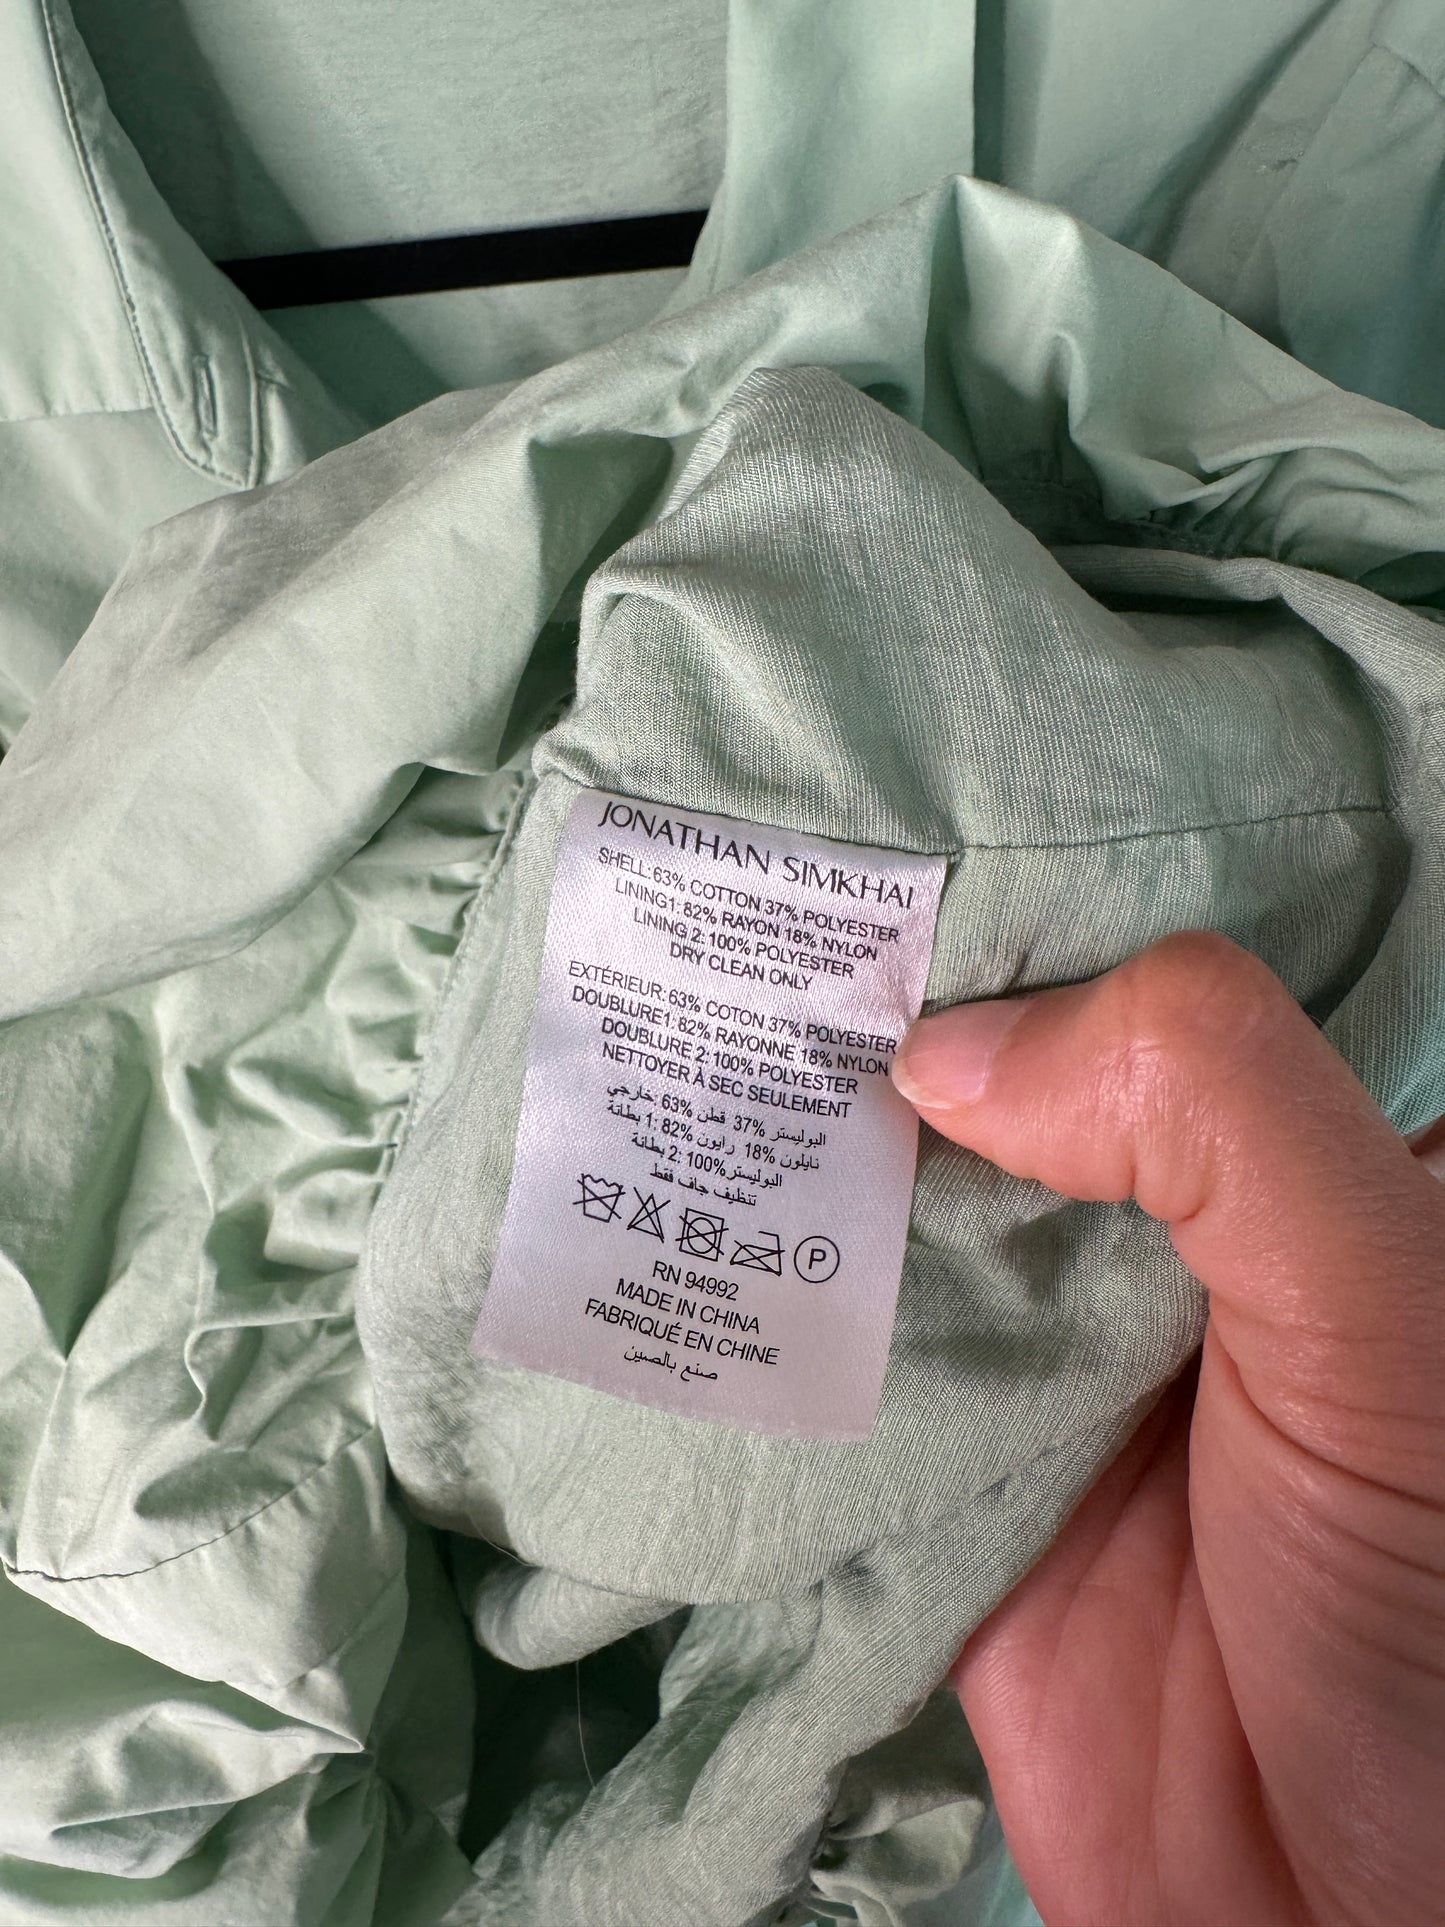 JONATHAN SIMKHAI
SHELL:63% COTTON 37% POLYESTER
LINING1: 82% RAYON 18% NYLON
LINING 2: 100% POLYESTER
DRY CLEAN ONLY
EXTÉRIEUR:63% COTON 37% POLYESTER
DOUBLURE1: 82% RAYONNE 18% NYLON
DOUBLURE 2: 100% POLYESTER
NETTOYER À SEC SEULEMENT
البوليستر 37% قطن 63% :خارجي
نايلون 18% رايون 82% :1 بطانة
البوليستر 100% :2 بطانة
تنظيف جاف فقط
P
RN 94992
MADE IN CHINA
FABRIQUÉ EN CHINE
صنع بالصين